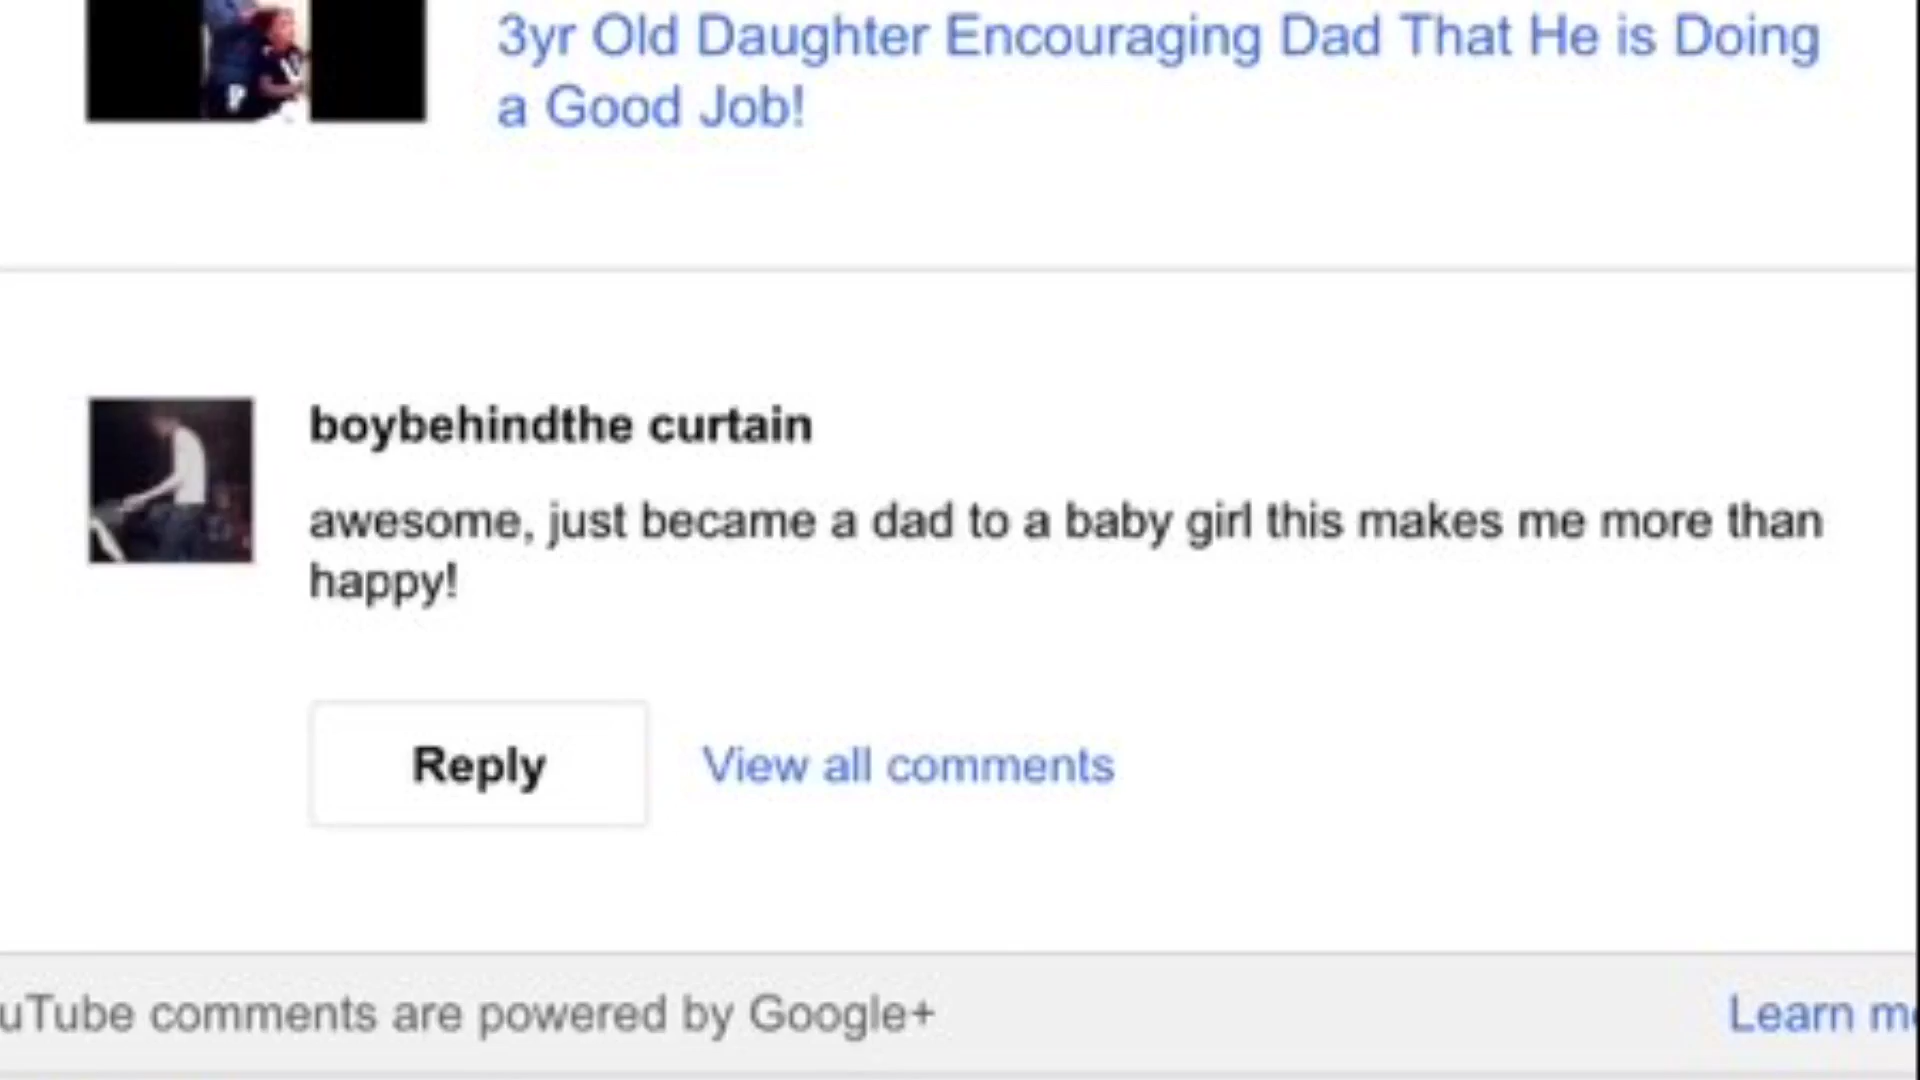 3yr Old Daughter Encouraging Dad That He is Doing
a Good Job!
boybehindthe curtain
awesome, just became a dad to a baby girl this makes me more than
happy!
Reply
View all comments
uTube comments are powered by Google+
Learn m